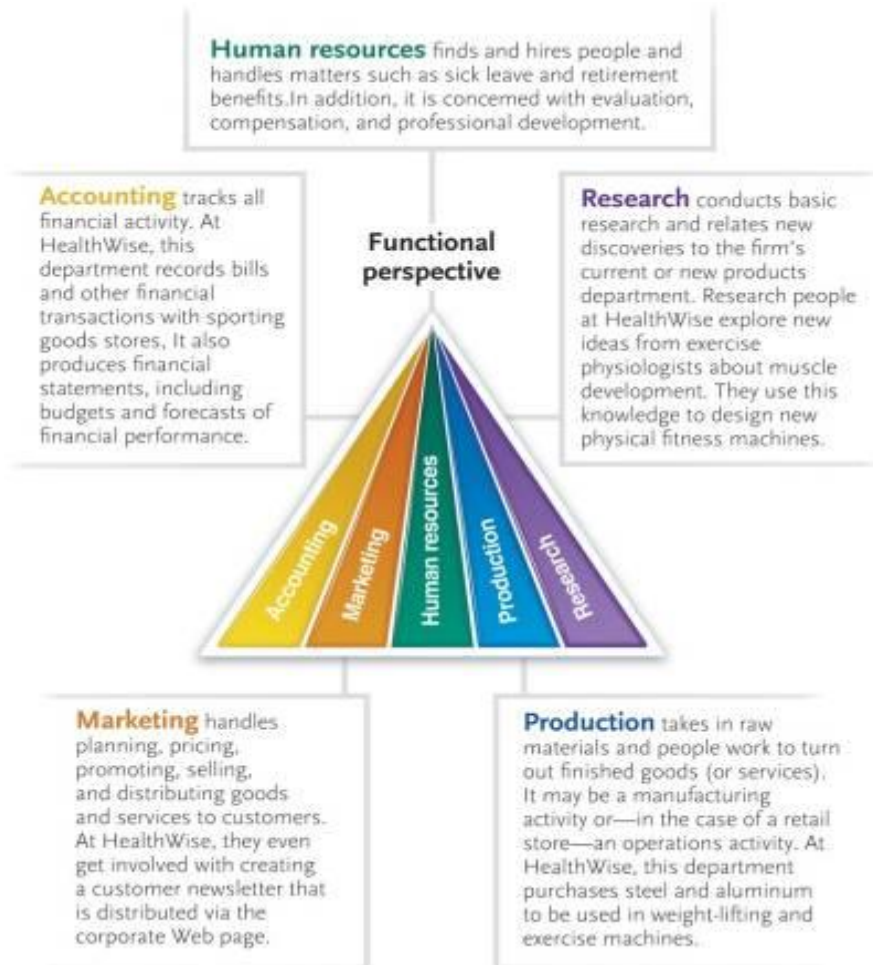 Human resources finds and hires people and
handles matters such as sick leave and retirement
benefits.In addition, it is concerned with evaluation,
compensation, and professional development.
Accounting tracks all
financial activity. At
HealthWise, this
department records bills
and other financial
transactions with sporting
goods stores, It also
produces financial
statements, including
budgets and forecasts of
financial performance.
Functional
perspective
Research conducts basic
research and relates new
discoveries to the firm's
current or new products
department. Research people
at HealthWise explore new
ideas from exercise
physiologists about muscle
development. They use this
knowledge to design new
physical fitness machines.
Accounting
Marketing
Human resources
Production
Research
Marketing handles
planning, pricing,
promoting, selling,
and distributing goods
and services to customers.
At HealthWise, they even
get involved with creating
a customer newsletter that
is distributed via the
corporate Web page.
Production takes in raw
materials and people work to turn
out finished goods (or services).
It may be a manufacturing
activity or—in the case of a retail
store—an operations activity. At
HealthWise, this department
purchases steel and aluminum
to be used in weight-lifting and
exercise machines.